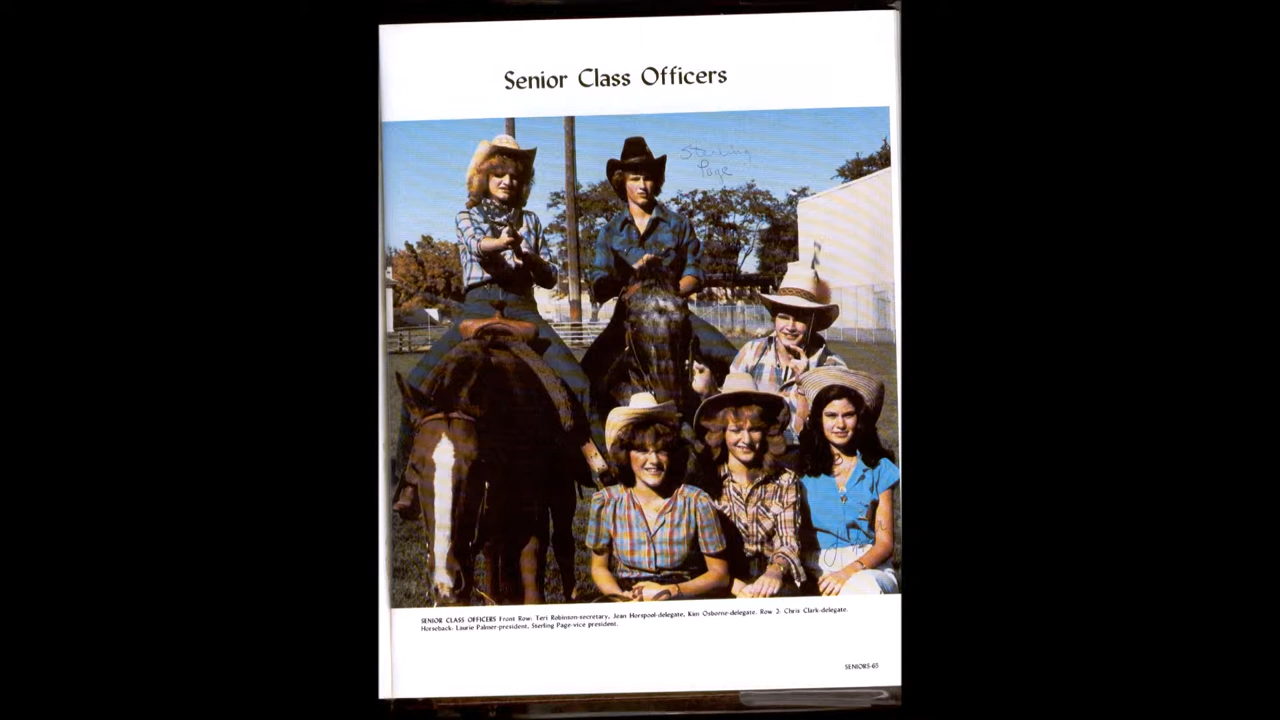 Senior Class Officers
Sterling
Page
SENIOR CLASS OFFICERS Front Row: Teri Robinson-secretary, Jean Horspool-delegate, Kim Osborne-delegate. Row 2: Chris Clark-delegate.
Horseback: Laurie Palmer-president, Sterling Page-vice president.
SENIORS-65